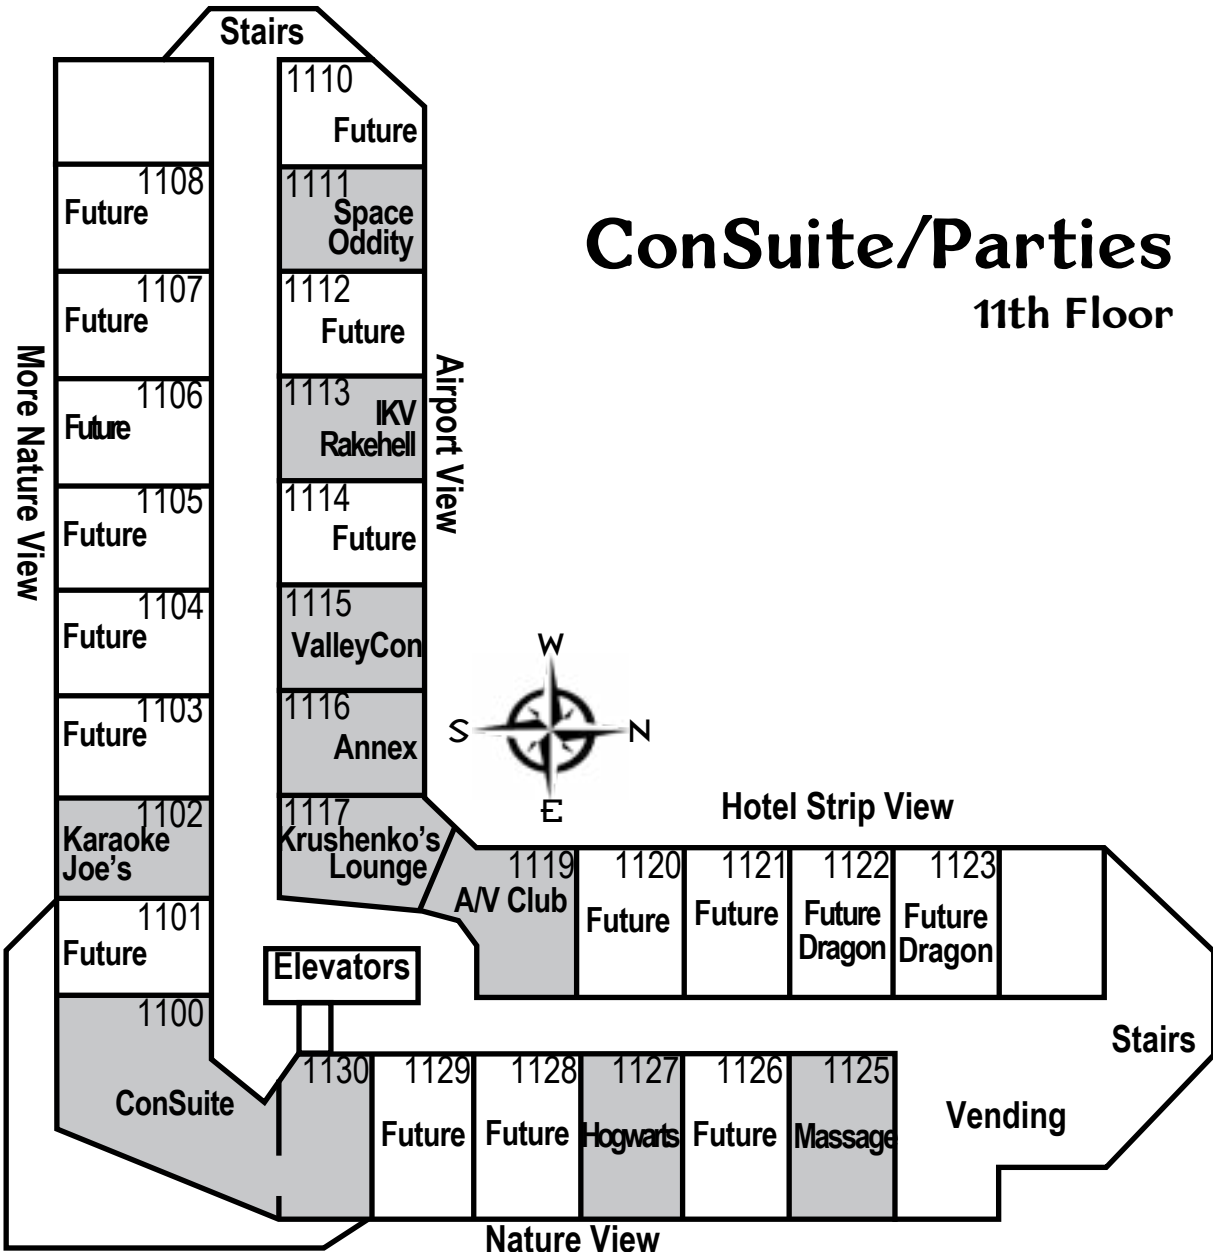 Stairs
1110
Future
1108
Future
1111
Space
Oddity
ConSuite/Parties
11th Floor
1107
Future
1112
Future
More Nature View
Airport View
1106
Future
1113
IKV
Rakehell
1105
Future
1114
Future
1104
Future
1115
ValleyCon
1103
Future
1116
Annex
W
S
N
E
1102
Karaoke
Joe's
1117
Krushenko's
Lounge
Hotel Strip View
1119
A/V Club
1120
Future
1121
Future
1122
Future
Dragon
1123
Future
Dragon
1101
Future
Elevators
1100
ConSuite
Stairs
1130
1129
Future
1128
Future
1127
Hogwarts
1126
Future
1125
Massage
Vending
Nature View